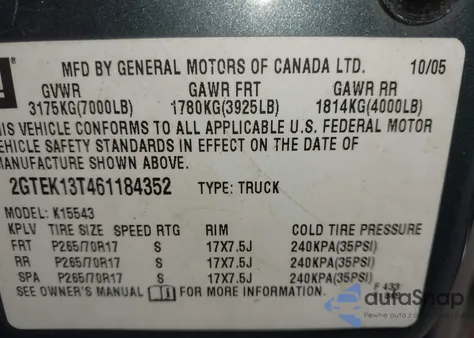 MFD BY GENERAL MOTORS OF CANADA LTD. 10/05
GVWR GAWR FRT GAWR RR
3175KG(7000LB) 1780KG(3925LB) 1814KG(4000LB)
IS VEHICLE CONFORMS TO ALL APPLICABLE U.S. FEDERAL MOTOR
VEHICLE SAFETY STANDARDS IN EFFECT ON THE DATE OF
MANUFACTURE SHOWN ABOVE.
2GTEK13T461184352 TYPE: TRUCK
MODEL: K15543
KPLV TIRE SIZE SPEED RTG RIM COLD TIRE PRESSURE
FRT P265/70R17 S 17X7.5J 240KPA(35PSI)
RR P265/70R17 S 17X7.5J 240KPA(35PSI)
SPA P265/70R17 S 17X7.5J 240KPA(35PSI)
SEE OWNER'S MANUAL FOR MORE INFORMATION.
F 433
autaSnap